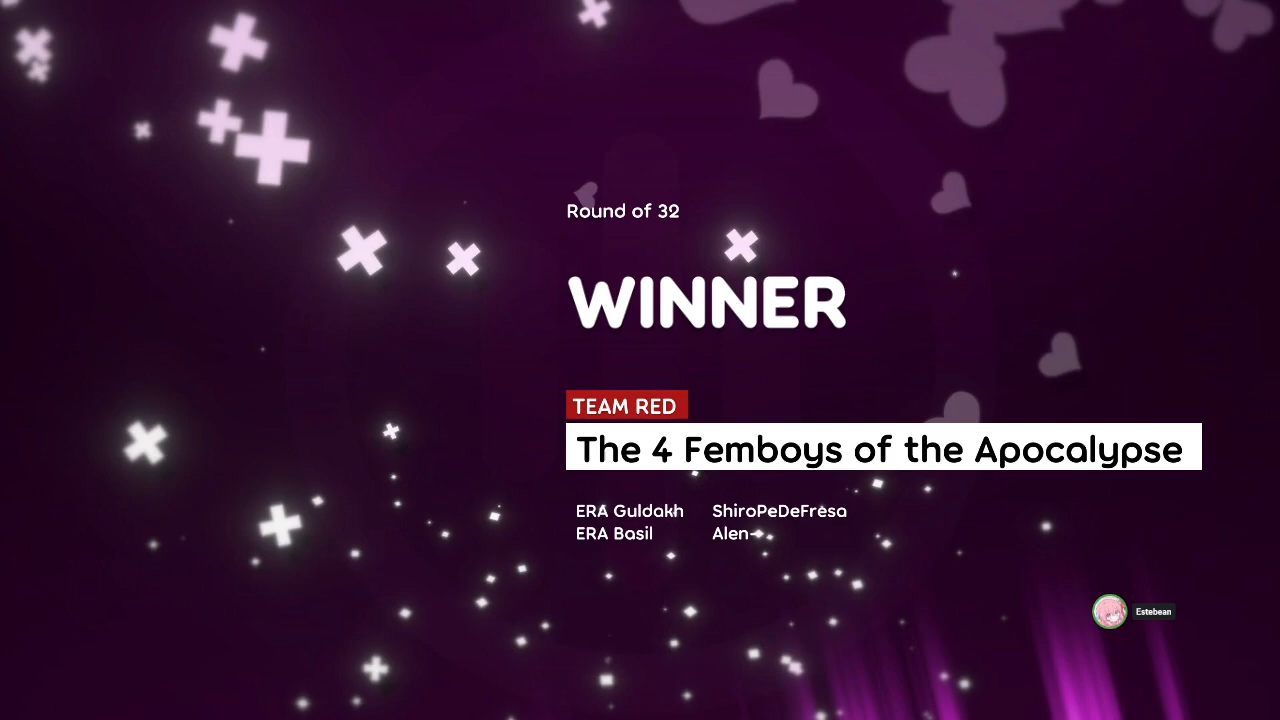 Round of 32
WINNER
TEAM RED
The 4 Femboys of the Apocalypse
ERA Guldakh ShiroPeDeFresa
ERA Basil Alen-
Estebean